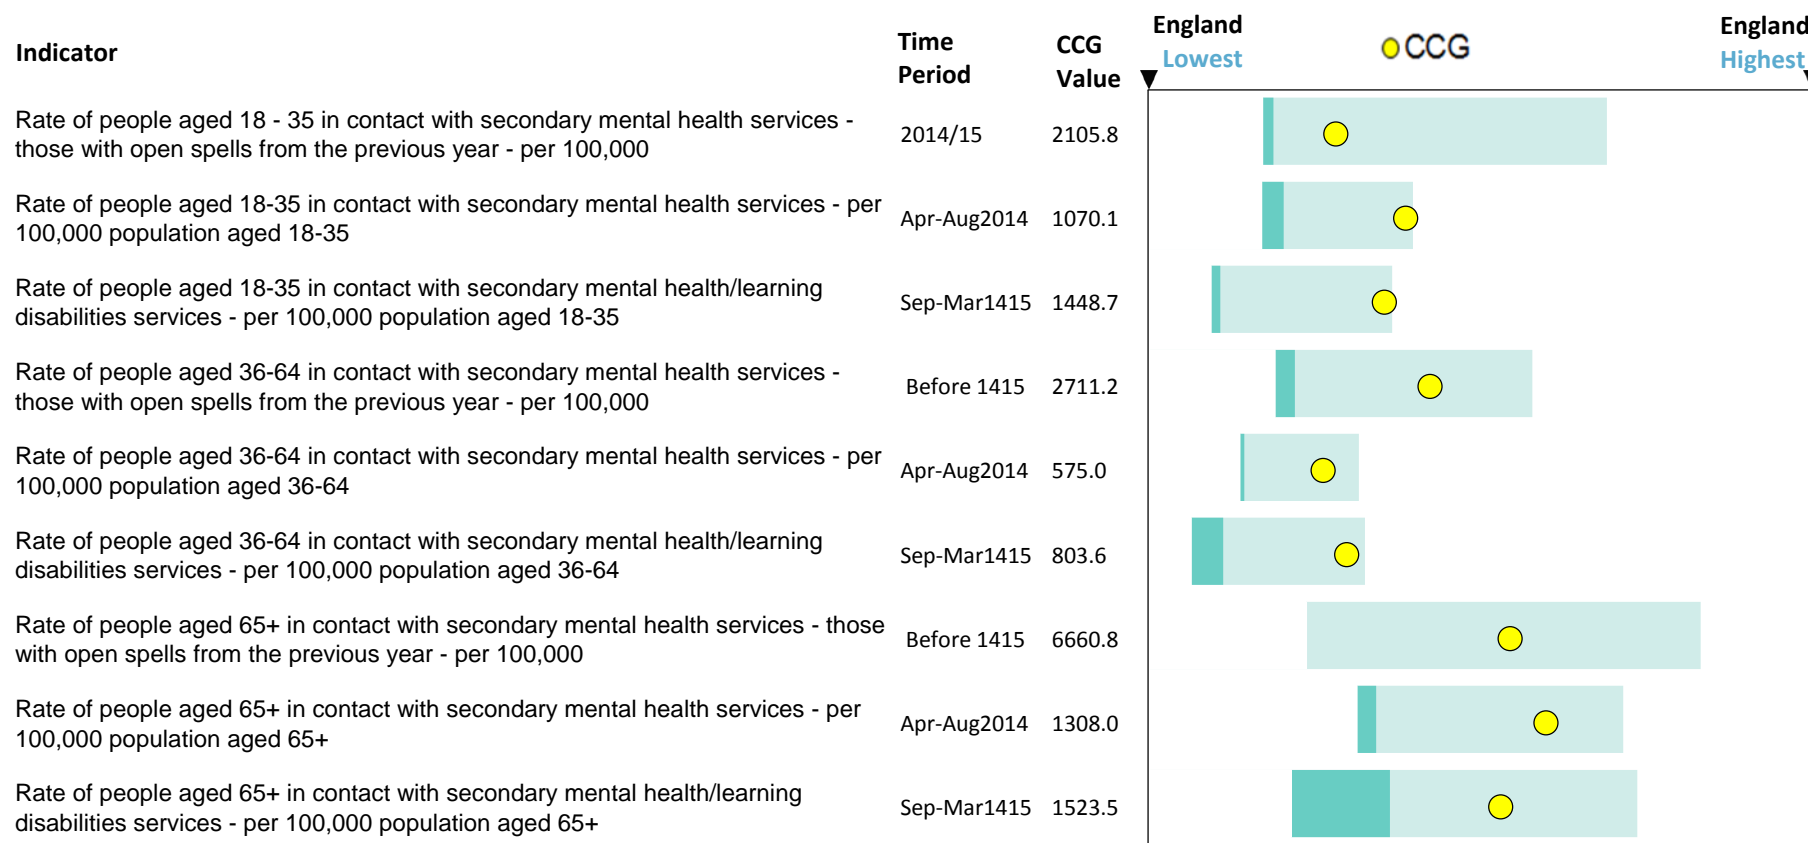 Indicator
Time Period
CCG Value
England Lowest
CCG
England Highest
Rate of people aged 18 - 35 in contact with secondary mental health services -
those with open spells from the previous year - per 100,000
2014/15
2105.8
Rate of people aged 18-35 in contact with secondary mental health services - per
100,000 population aged 18-35
Apr-Aug2014
1070.1
Rate of people aged 18-35 in contact with secondary mental health/learning
disabilities services - per 100,000 population aged 18-35
Sep-Mar1415
1448.7
Rate of people aged 36-64 in contact with secondary mental health services -
those with open spells from the previous year - per 100,000
Before 1415
2711.2
Rate of people aged 36-64 in contact with secondary mental health services - per
100,000 population aged 36-64
Apr-Aug2014
575.0
Rate of people aged 36-64 in contact with secondary mental health/learning
disabilities services - per 100,000 population aged 36-64
Sep-Mar1415
803.6
Rate of people aged 65+ in contact with secondary mental health services - those
with open spells from the previous year - per 100,000
Before 1415
6660.8
Rate of people aged 65+ in contact with secondary mental health services - per
100,000 population aged 65+
Apr-Aug2014
1308.0
Rate of people aged 65+ in contact with secondary mental health/learning
disabilities services - per 100,000 population aged 65+
Sep-Mar1415
1523.5